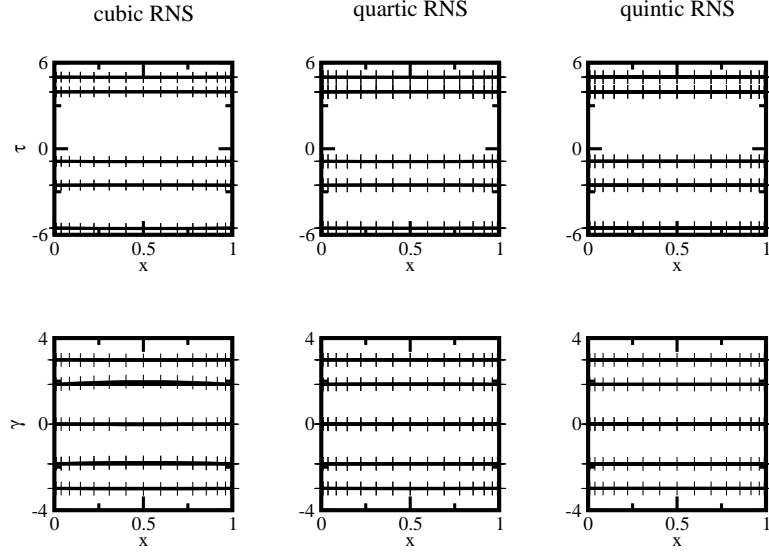 cubic RNS quartic RNS quintic RNS
6 6 6
τ 0 0 0
-6 -6 -6
0 0.5 1 0 0.5 1 0 0.5 1
x x x
4 4 4
γ 0 0 0
-4 -4 -4
0 0.5 1 0 0.5 1 0 0.5 1
x x x